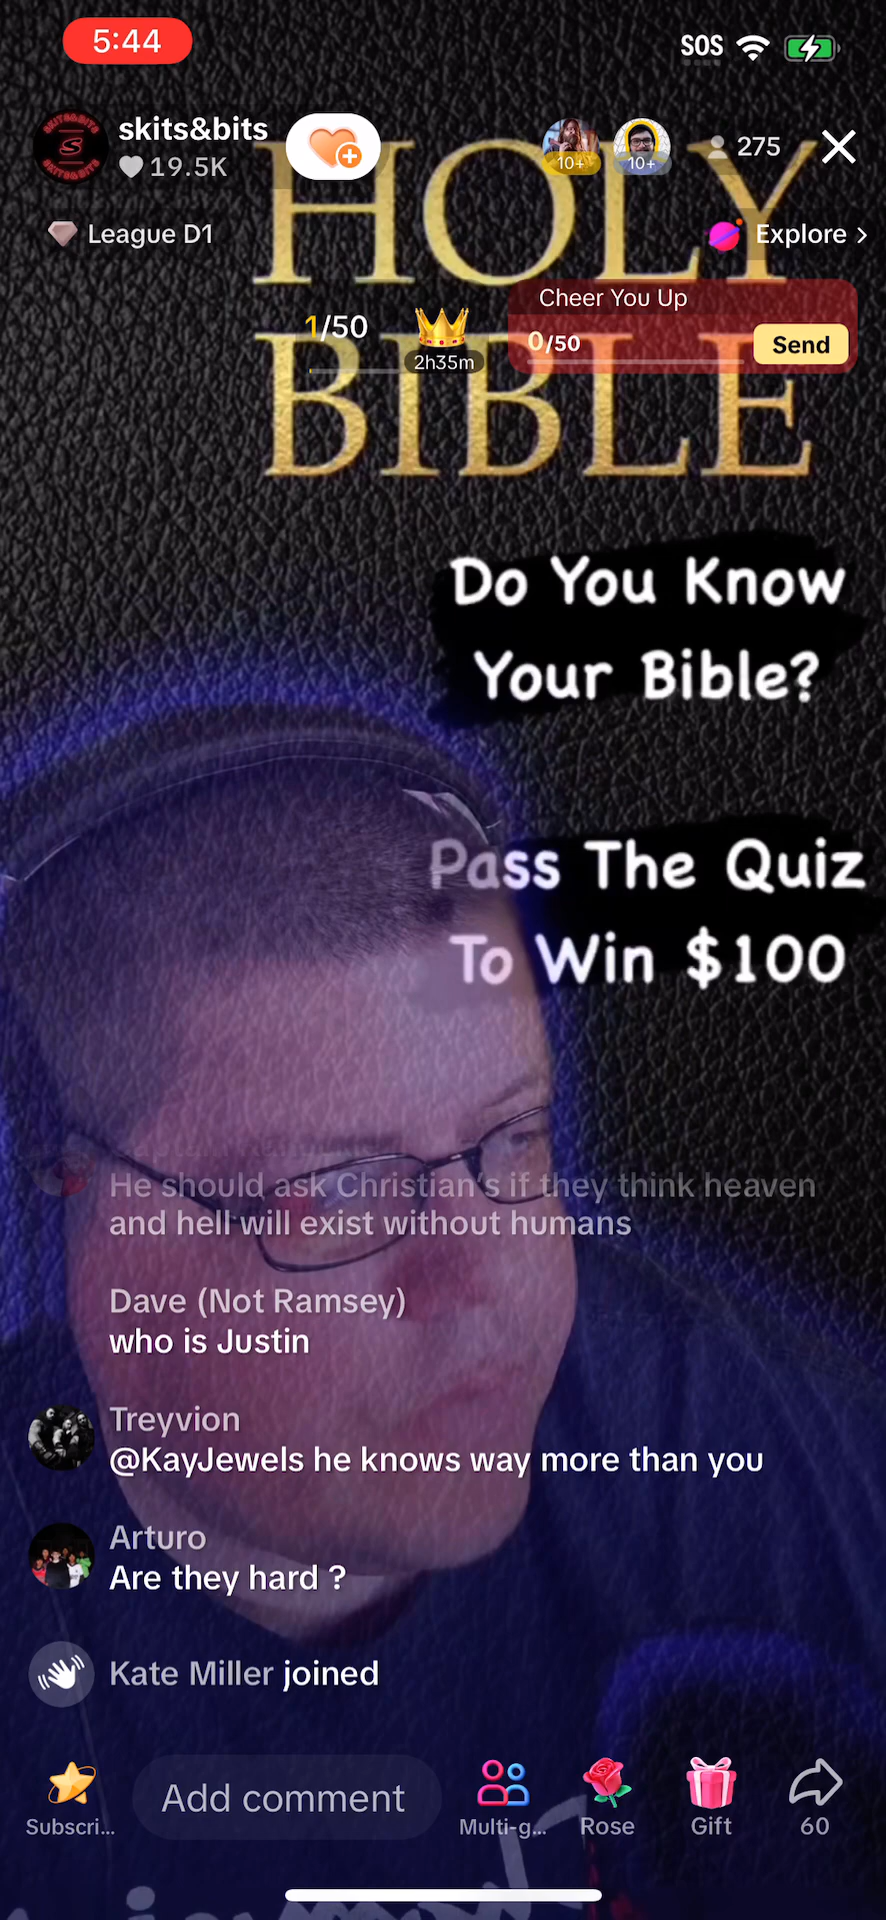 5:44
SOS
skits&bits
19.5K
10+
10+
275
League D1
Explore >
HOLY
BIBLE
1/50
2h35m
Cheer You Up
0/50
Send
Do You Know
Your Bible?
Pass The Quiz
To Win $100
He should ask Christian's if they think heaven
and hell will exist without humans
Dave (Not Ramsey)
who is Justin
Treyvion
@KayJewels he knows way more than you
Arturo
Are they hard ?
Kate Miller joined
Add comment
Subscri...
Multi-g...
Rose
Gift
60